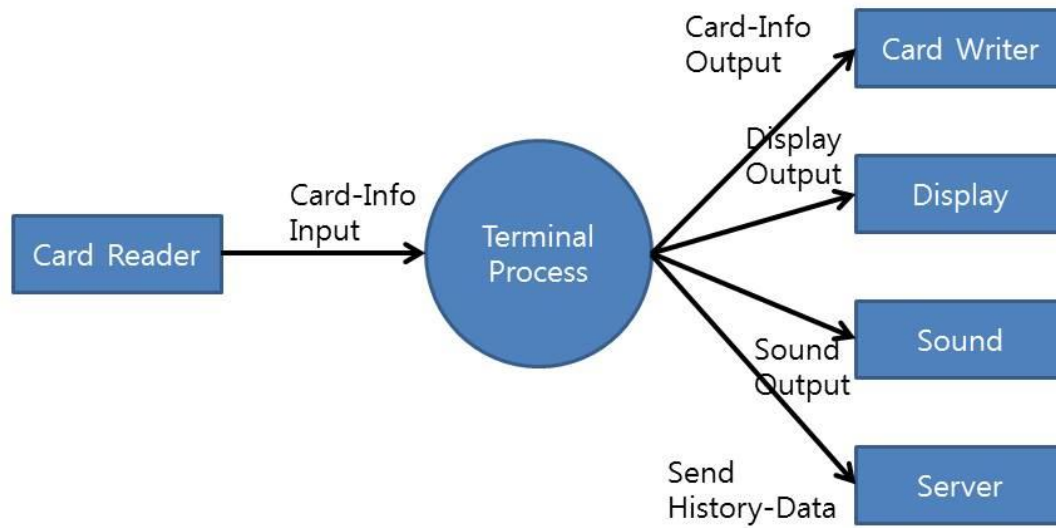 Card Reader
Card-Info
Input
Terminal
Process
Card-Info
Output
Card Writer
Display
Output
Display
Sound
Output
Sound
Send
History-Data
Server